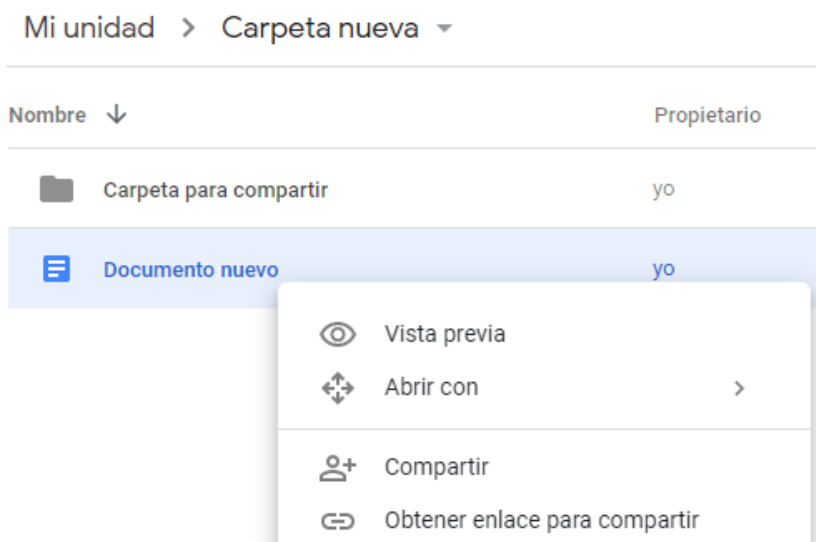 Mi unidad > Carpeta nueva
Nombre Propietario
Carpeta para compartir yo
Documento nuevo yo
Vista previa
Abrir con
Compartir
Obtener enlace para compartir